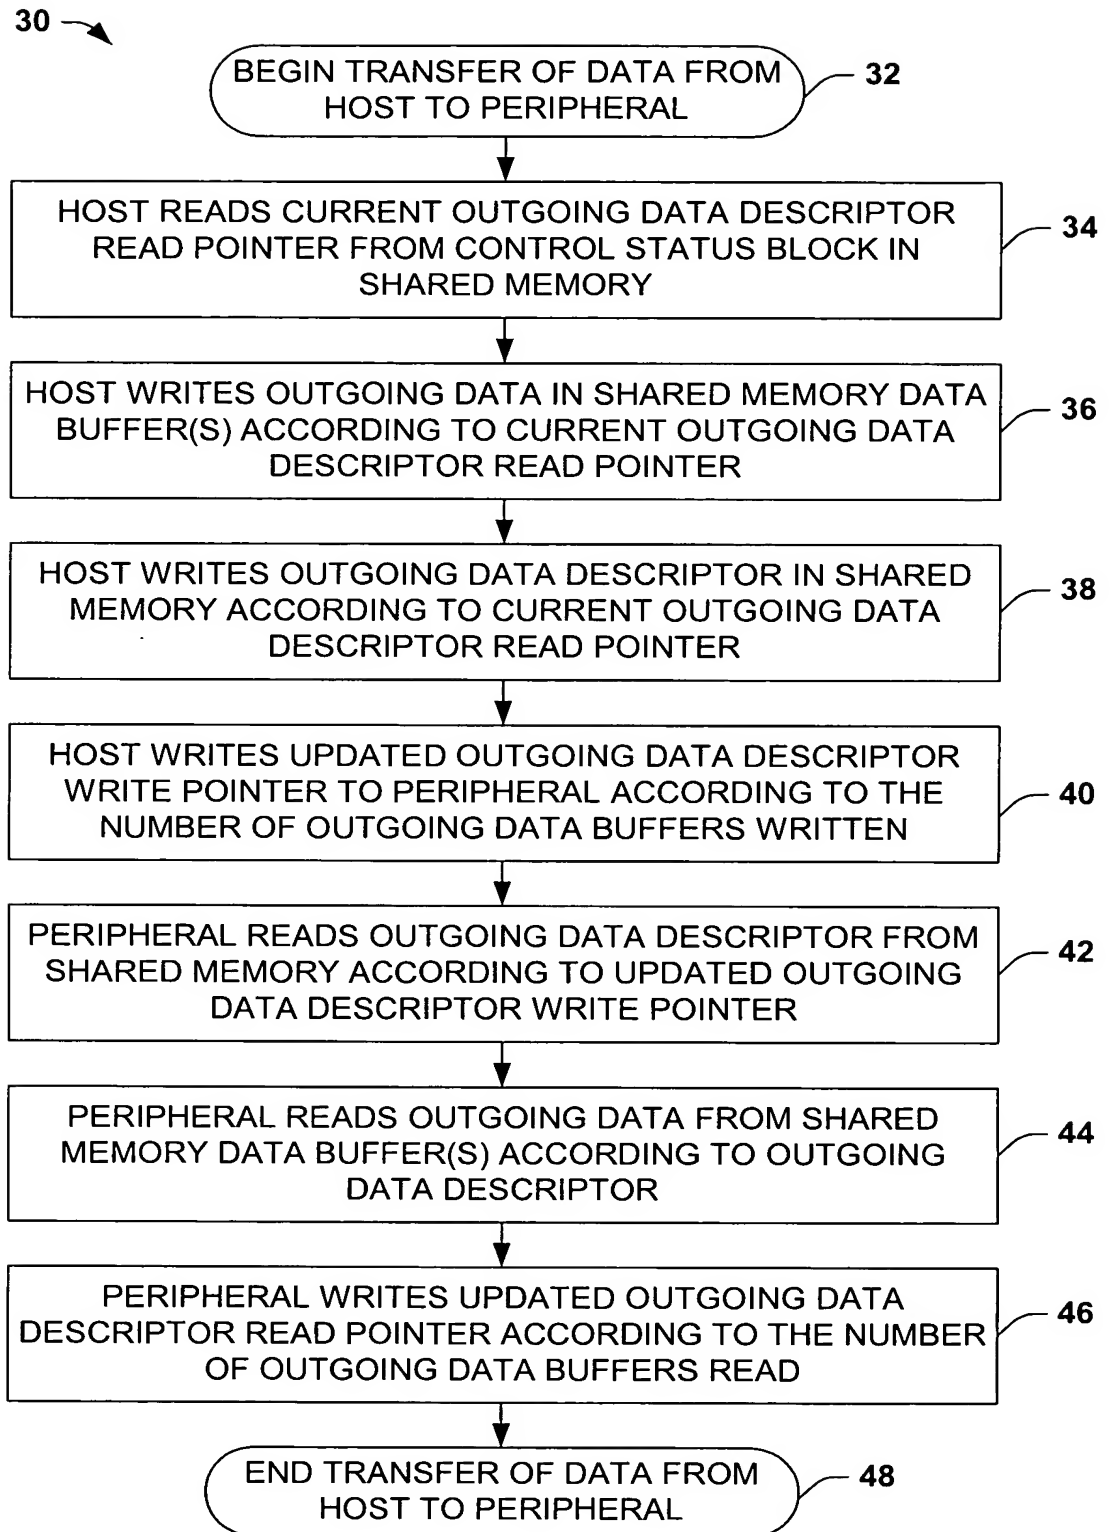 30
BEGIN TRANSFER OF DATA FROM
HOST TO PERIPHERAL
32
HOST READS CURRENT OUTGOING DATA DESCRIPTOR
READ POINTER FROM CONTROL STATUS BLOCK IN
SHARED MEMORY
34
HOST WRITES OUTGOING DATA IN SHARED MEMORY DATA
BUFFER(S) ACCORDING TO CURRENT OUTGOING DATA
DESCRIPTOR READ POINTER
36
HOST WRITES OUTGOING DATA DESCRIPTOR IN SHARED
MEMORY ACCORDING TO CURRENT OUTGOING DATA
DESCRIPTOR READ POINTER
38
HOST WRITES UPDATED OUTGOING DATA DESCRIPTOR
WRITE POINTER TO PERIPHERAL ACCORDING TO THE
NUMBER OF OUTGOING DATA BUFFERS WRITTEN
40
PERIPHERAL READS OUTGOING DATA DESCRIPTOR FROM
SHARED MEMORY ACCORDING TO UPDATED OUTGOING
DATA DESCRIPTOR WRITE POINTER
42
PERIPHERAL READS OUTGOING DATA FROM SHARED
MEMORY DATA BUFFER(S) ACCORDING TO OUTGOING
DATA DESCRIPTOR
44
PERIPHERAL WRITES UPDATED OUTGOING DATA
DESCRIPTOR READ POINTER ACCORDING TO THE NUMBER
OF OUTGOING DATA BUFFERS READ
46
END TRANSFER OF DATA FROM
HOST TO PERIPHERAL
48